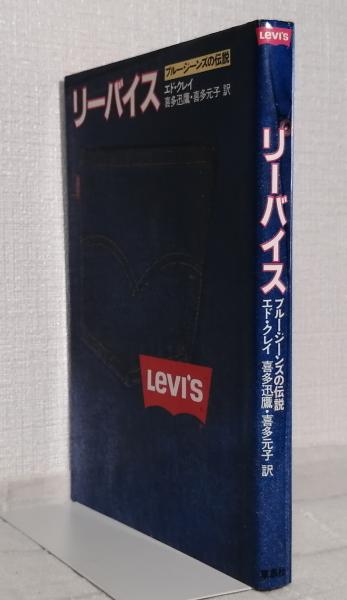 リーバイス
ブルー・ジーンズの伝説
エド・クレイ
喜多迅鷹・喜多元子 訳
Levi's
Levi's
リーバイス
ブルー・ジーンズの伝説
エド・クレイ 喜多迅鷹・喜多元子 訳
草思社